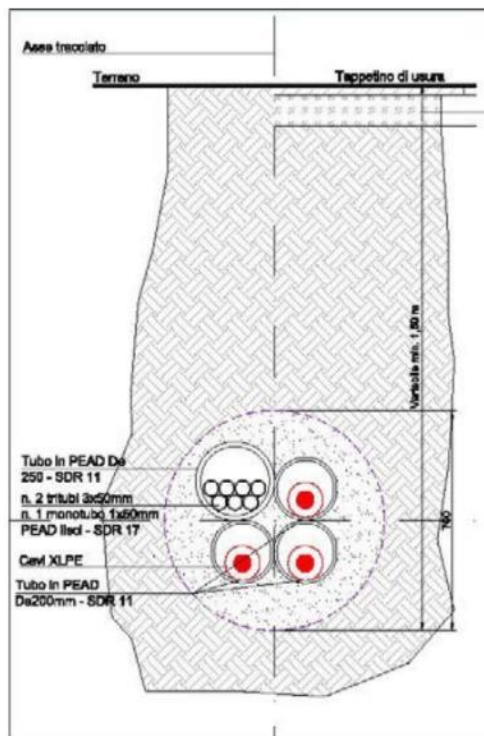 Asse tracciato
Terreno
Tappetino di usura
Variabile min. 1,50 m
Tubo in PEAD De
250 - SDR 11
n. 2 tritubi 3x50mm
n. 1 monotubo 1x50mm
PEAD lisci - SDR 17
760
Cavi XLPE
Tubo in PEAD
De200mm - SDR 11